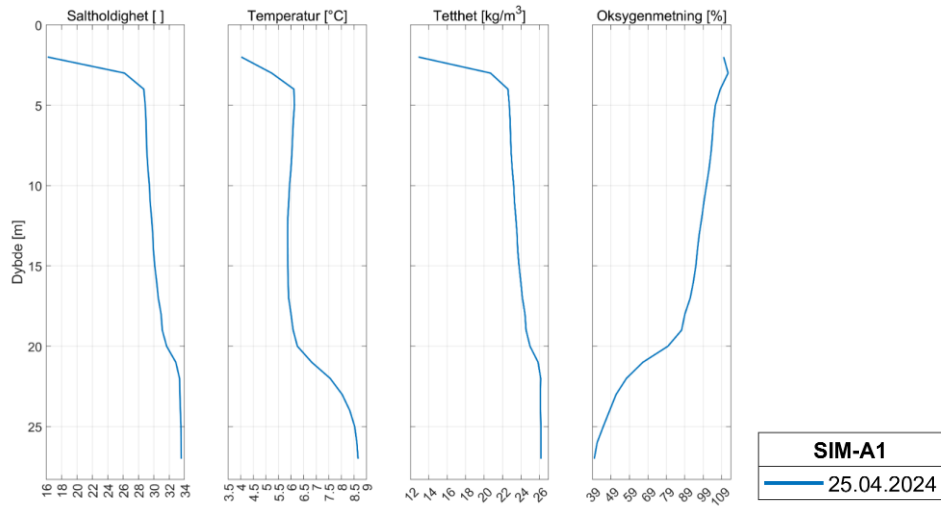 Saltholdighet [ ]
Temperatur [°C]
Tetthet [kg/m³]
Oksygenmetning [%]
Dybde [m]
0
5
10
15
20
25
16 18 20 22 24 26 28 30 32 34
3.5 4 4.5 5 5.5 6 6.5 7 7.5 8 8.5 9
12 14 16 18 20 22 24 26
39 49 59 69 79 89 99 109
SIM-A1
25.04.2024